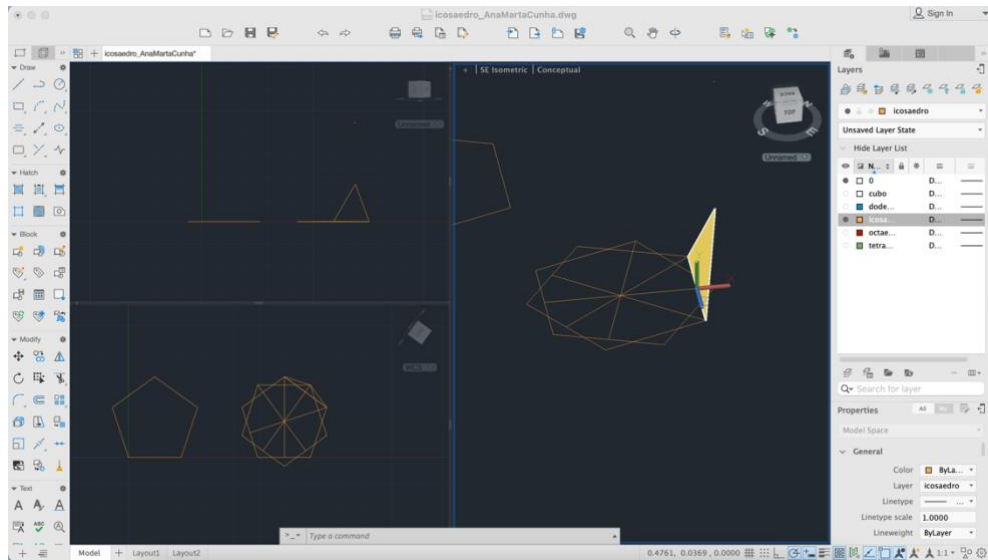 icosaedro_AnaMartaCunha.dwg
Sign In
icosaedro_AnaMartaCunha*
Draw
Hatch
Block
Modify
Text
SE Isometric
Conceptual
TOP
S
Unnamed
Layers
icosaedro
Unsaved Layer State
Hide Layer List
N...
0 D...
cubo D...
dode... D...
icosa... D...
octae... D...
tetra... D...
Search for layer
Properties
All
Model Space
General
Color ByLa...
Layer icosaedro
Linetype ...
Linetype scale 1.0000
Lineweight ByLayer
Type a command
Model
Layout1
Layout2
0.4761, 0.0369, 0.0000
1:1